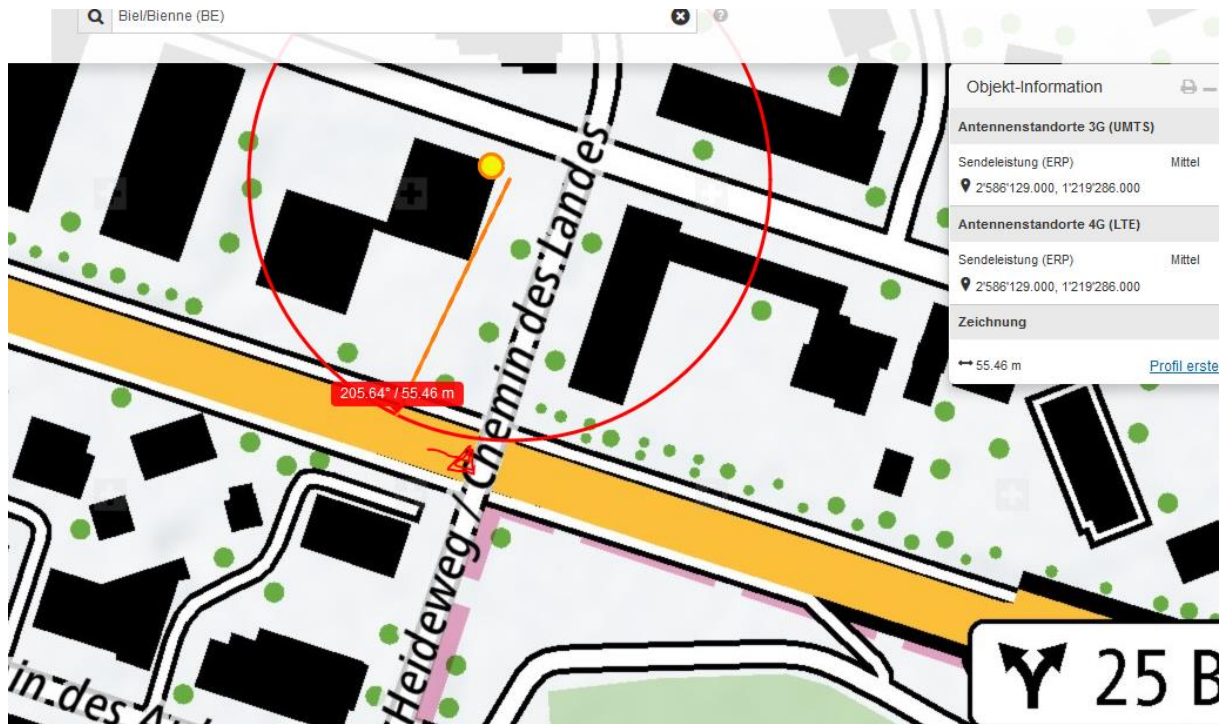 Biel/Bienne (BE)
Objekt-Information
Antennenstandorte 3G (UMTS)
Sendeleistung (ERP) Mittel
2'586'129.000, 1'219'286.000
Antennenstandorte 4G (LTE)
Sendeleistung (ERP) Mittel
2'586'129.000, 1'219'286.000
Zeichnung
55.46 m Profil erste
205.64° / 55.46 m
Heideweg / Chemin des Landes
25 B
in des